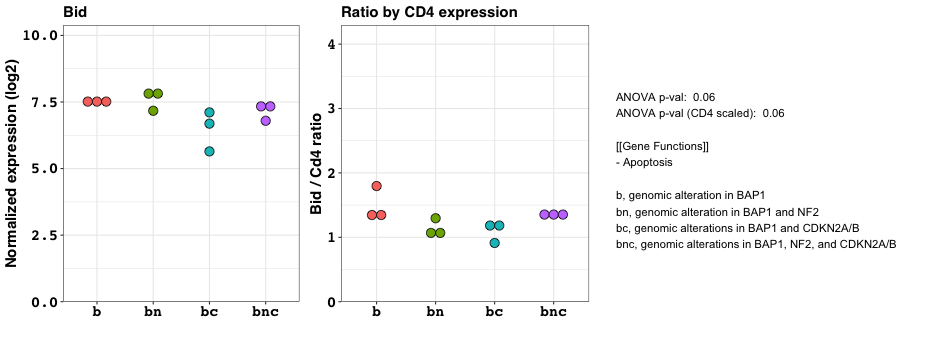 Bid
Normalized expression (log2)
10.0
7.5
5.0
2.5
0.0
b bn bc bnc
Ratio by CD4 expression
Bid / Cd4 ratio
4
3
2
1
0
b bn bc bnc
ANOVA p-val: 0.06
ANOVA p-val (CD4 scaled): 0.06
[[Gene Functions]]
- Apoptosis
b, genomic alteration in BAP1
bn, genomic alteration in BAP1 and NF2
bc, genomic alterations in BAP1 and CDKN2A/B
bnc, genomic alterations in BAP1, NF2, and CDKN2A/B